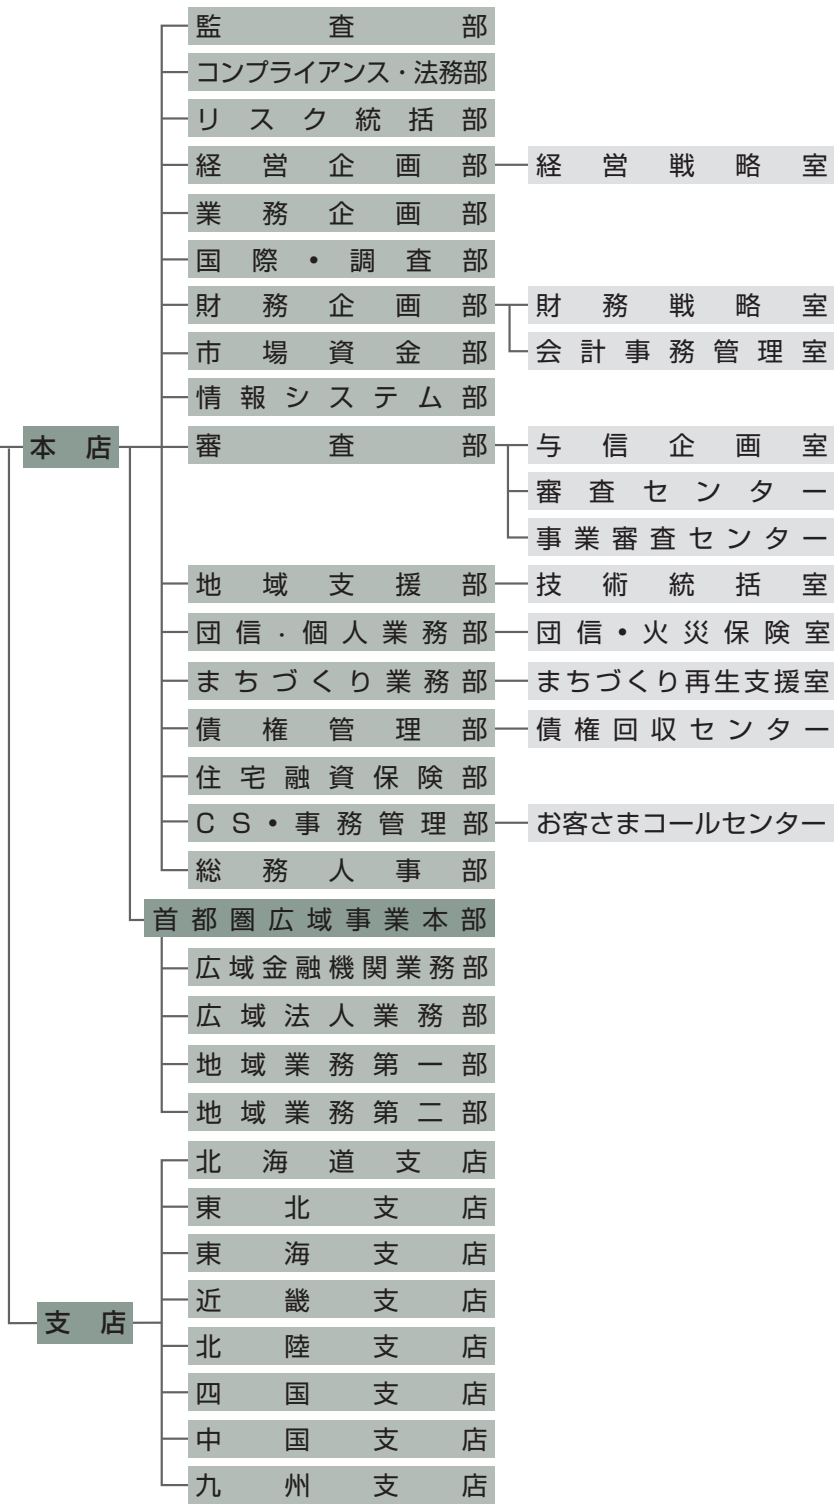 監査部
コンプライアンス・法務部
リスク統括部
経営企画部 経営戦略室
業務企画部
国際・調査部
財務企画部 財務戦略室
市場資金部 会計事務管理室
情報システム部
本店 審査部 与信企画室
審査センター
事業審査センター
地域支援部 技術統括室
団信・個人業務部 団信・火災保険室
まちづくり業務部 まちづくり再生支援室
債権管理部 債権回収センター
住宅融資保険部
CS・事務管理部 お客さまコールセンター
総務人事部
首都圏広域事業本部
広域金融機関業務部
広域法人業務部
地域業務第一部
地域業務第二部
北海道支店
東北支店
東海支店
近畿支店
支店
北陸支店
四国支店
中国支店
九州支店